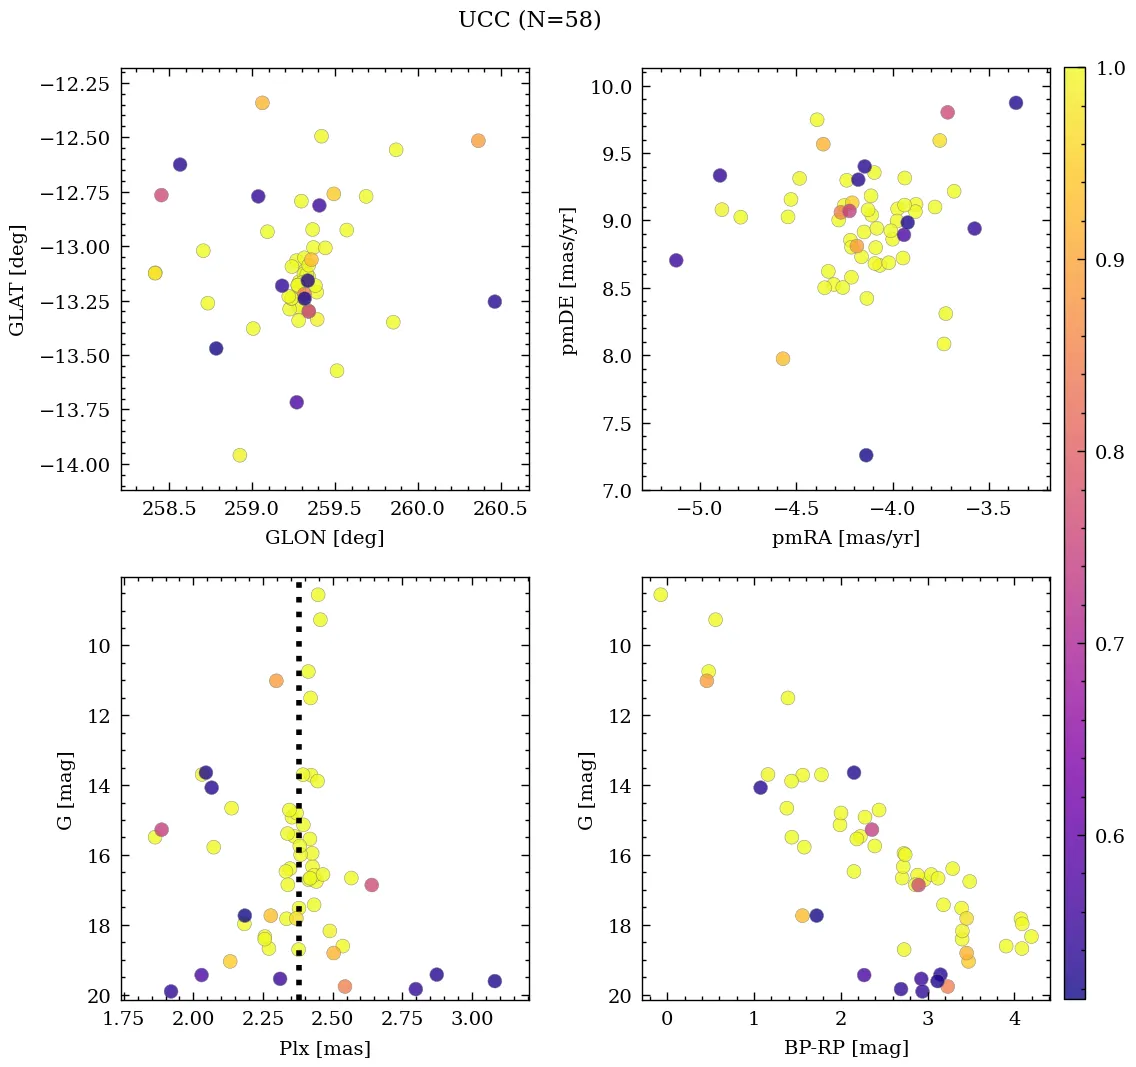 UCC (N=58)
−12.25
−12.50
−12.75
−13.00
−13.25
−13.50
−13.75
−14.00
GLAT [deg]
258.5 259.0 259.5 260.0 260.5
GLON [deg]
10.0
9.5
9.0
8.5
8.0
7.5
7.0
pmDE [mas/yr]
−5.0 −4.5 −4.0 −3.5
pmRA [mas/yr]
10
12
14
16
18
20
G [mag]
1.75 2.00 2.25 2.50 2.75 3.00
Plx [mas]
10
12
14
16
18
20
G [mag]
0 1 2 3 4
BP-RP [mag]
1.0
0.9
0.8
0.7
0.6